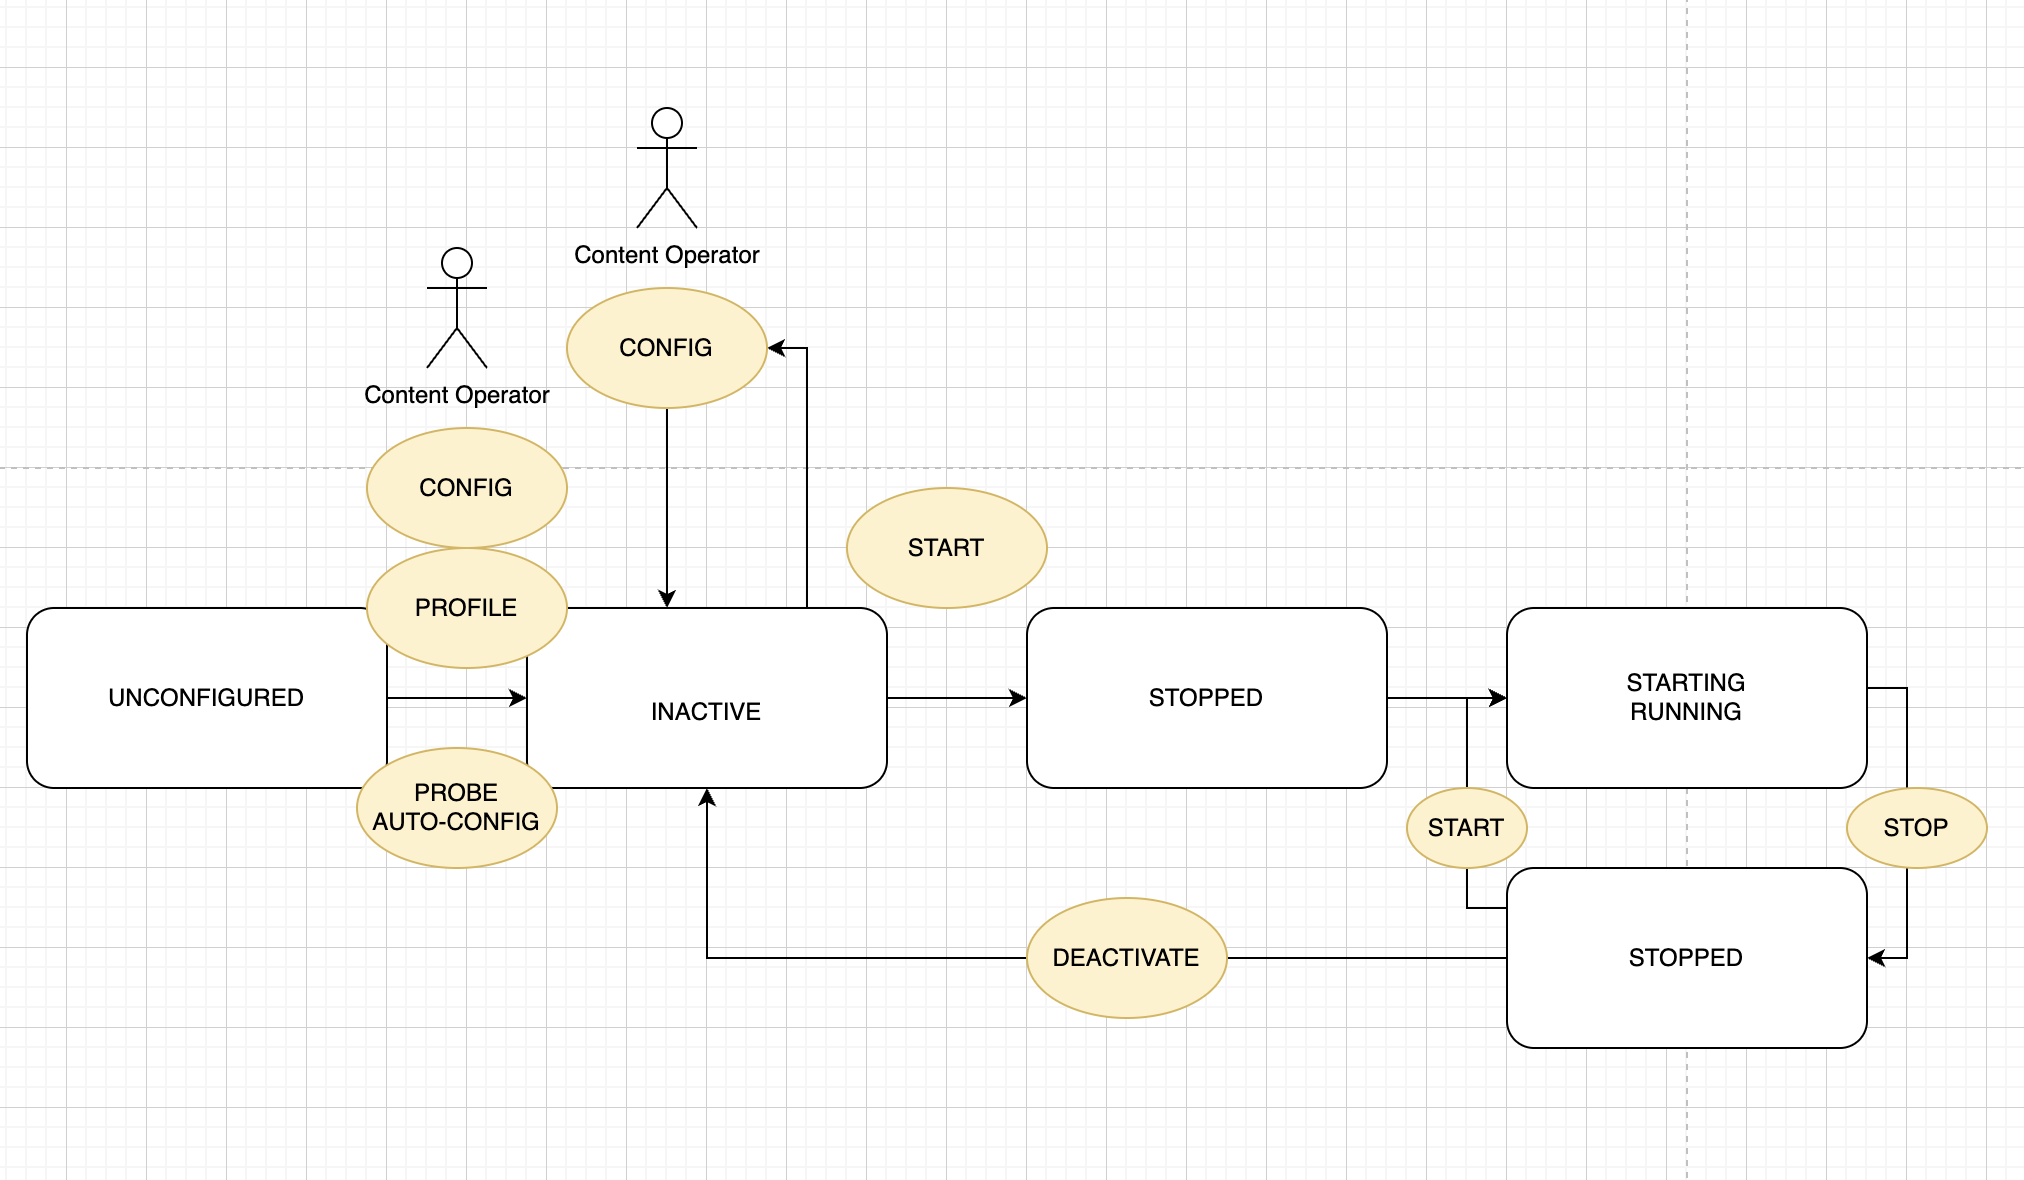 Content Operator
Content Operator
CONFIG
CONFIG
START
PROFILE
UNCONFIGURED
INACTIVE
STOPPED
STARTING
RUNNING
PROBE
AUTO-CONFIG
START
STOP
DEACTIVATE
STOPPED